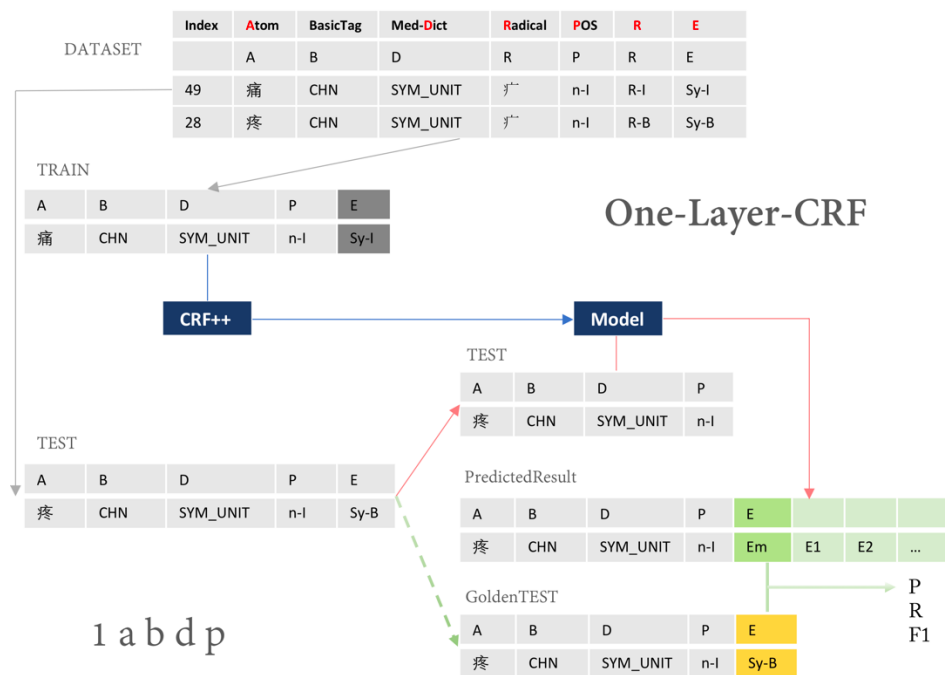 Index Atom BasicTag Med-Dict Radical POS R E
DATASET
A B D R P R E
49 痛 CHN SYM_UNIT 疒 n-I R-I Sy-I
28 疼 CHN SYM_UNIT 疒 n-I R-B Sy-B
TRAIN
A B D P E
痛 CHN SYM_UNIT n-I Sy-I
One-Layer-CRF
CRF++
Model
TEST
A B D P
疼 CHN SYM_UNIT n-I
TEST
A B D P E
疼 CHN SYM_UNIT n-I Sy-B
PredictedResult
A B D P E
疼 CHN SYM_UNIT n-I Em E1 E2 ...
P
R
F1
GoldenTEST
A B D P E
疼 CHN SYM_UNIT n-I Sy-B
1 a b d p